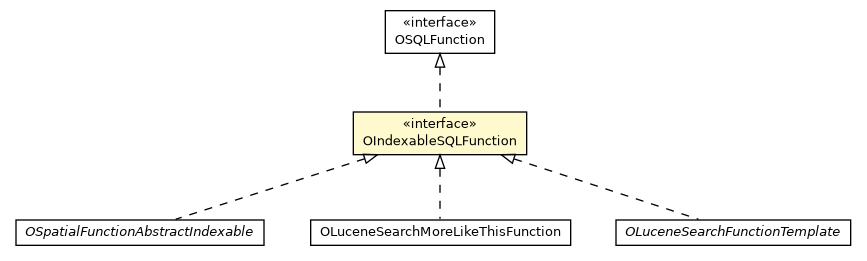 «interface»
OSQLFunction
«interface»
OIndexableSQLFunction
OSpatialFunctionAbstractIndexable
OLuceneSearchMoreLikeThisFunction
OLuceneSearchFunctionTemplate